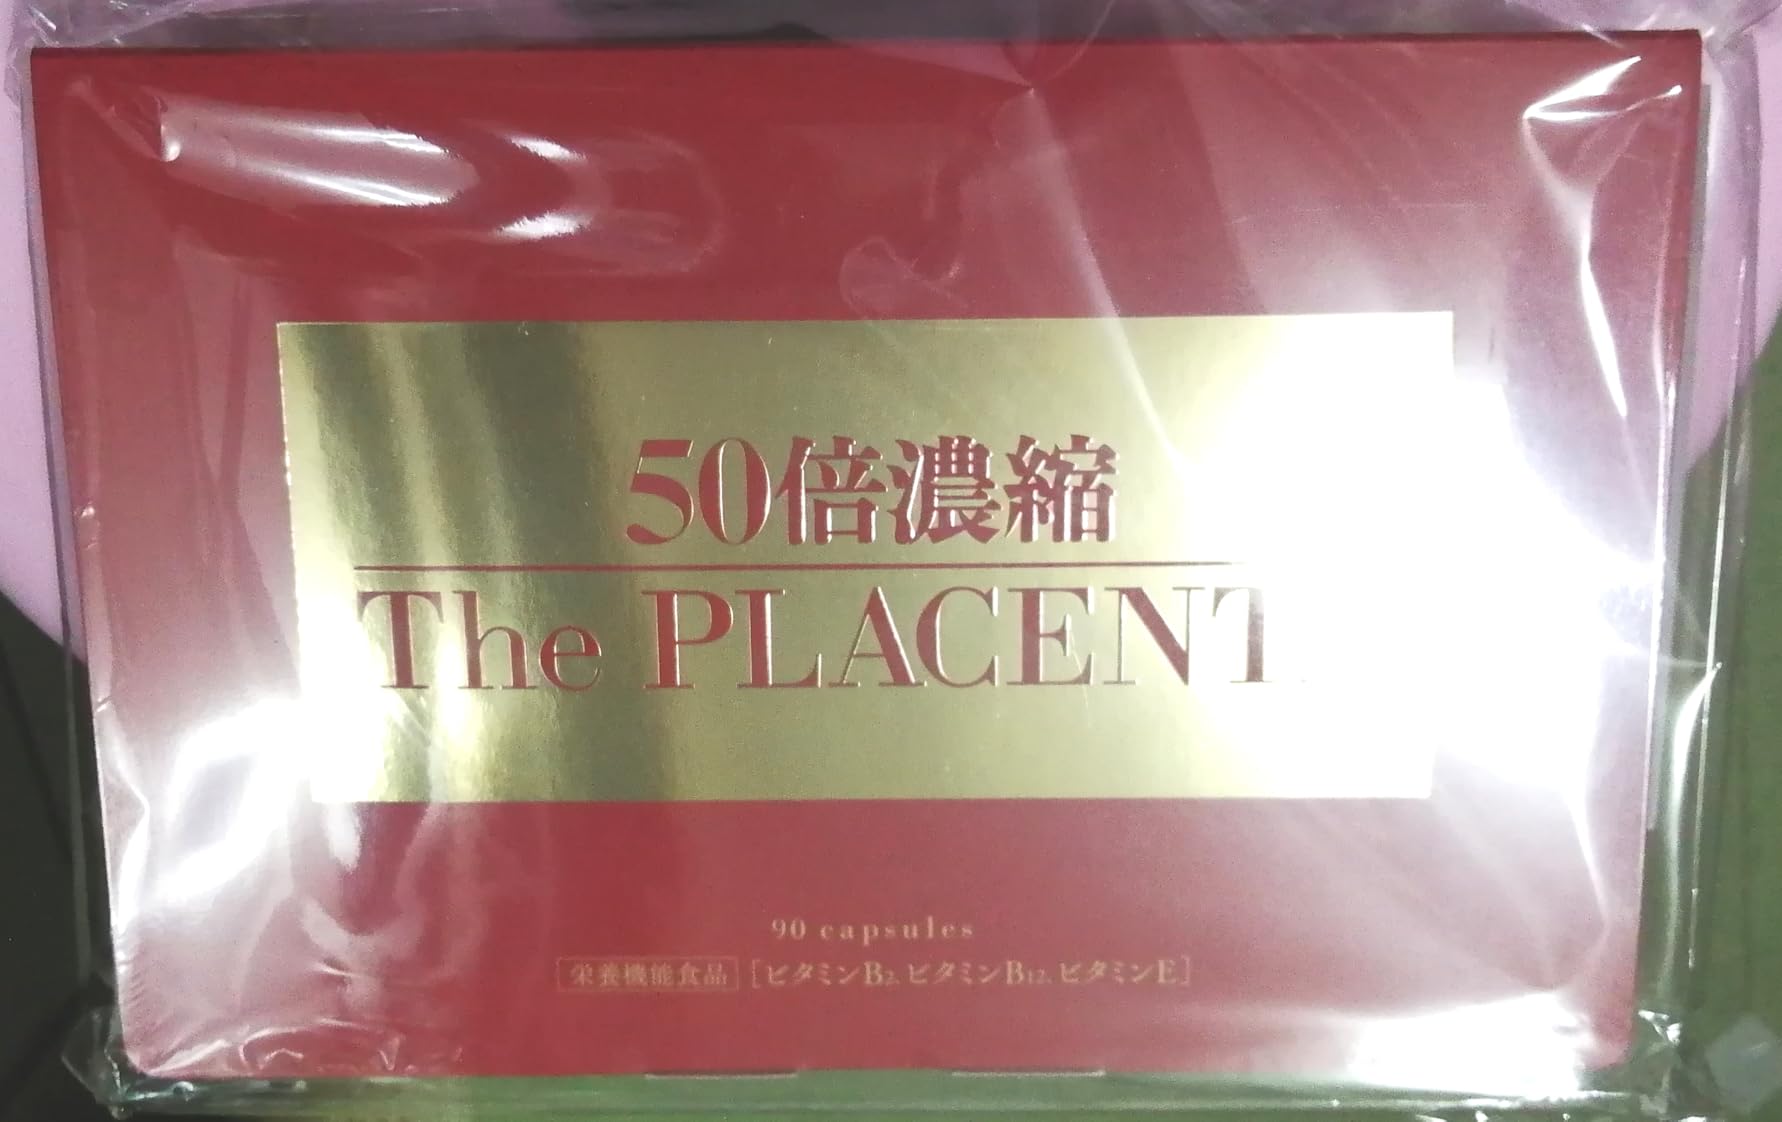 50倍濃縮
The PLACENT
90 capsules
栄養機能食品 [ビタミンB₂、ビタミンB₁₂、ビタミンE]